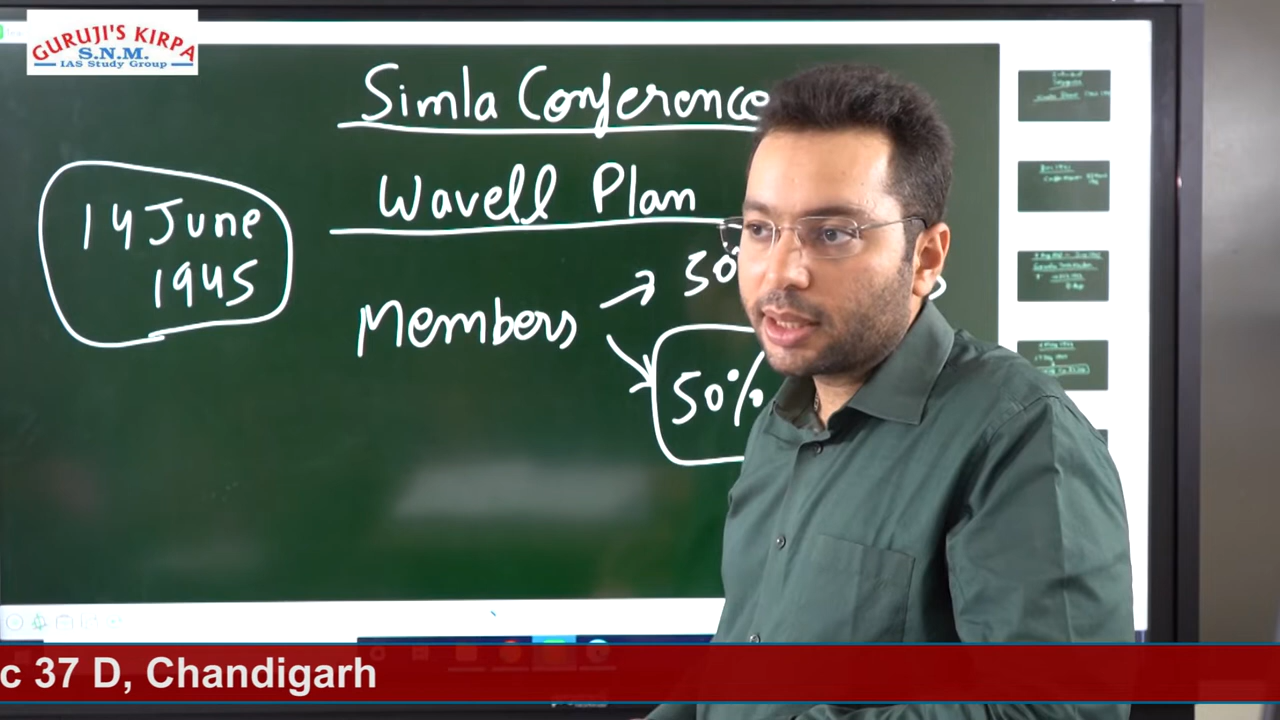 GURUJI'S KIRPA
S.N.M.
IAS Study Group
Simla Conference
Wavell Plan
14 June
1945
Members
50%
c 37 D, Chandigarh